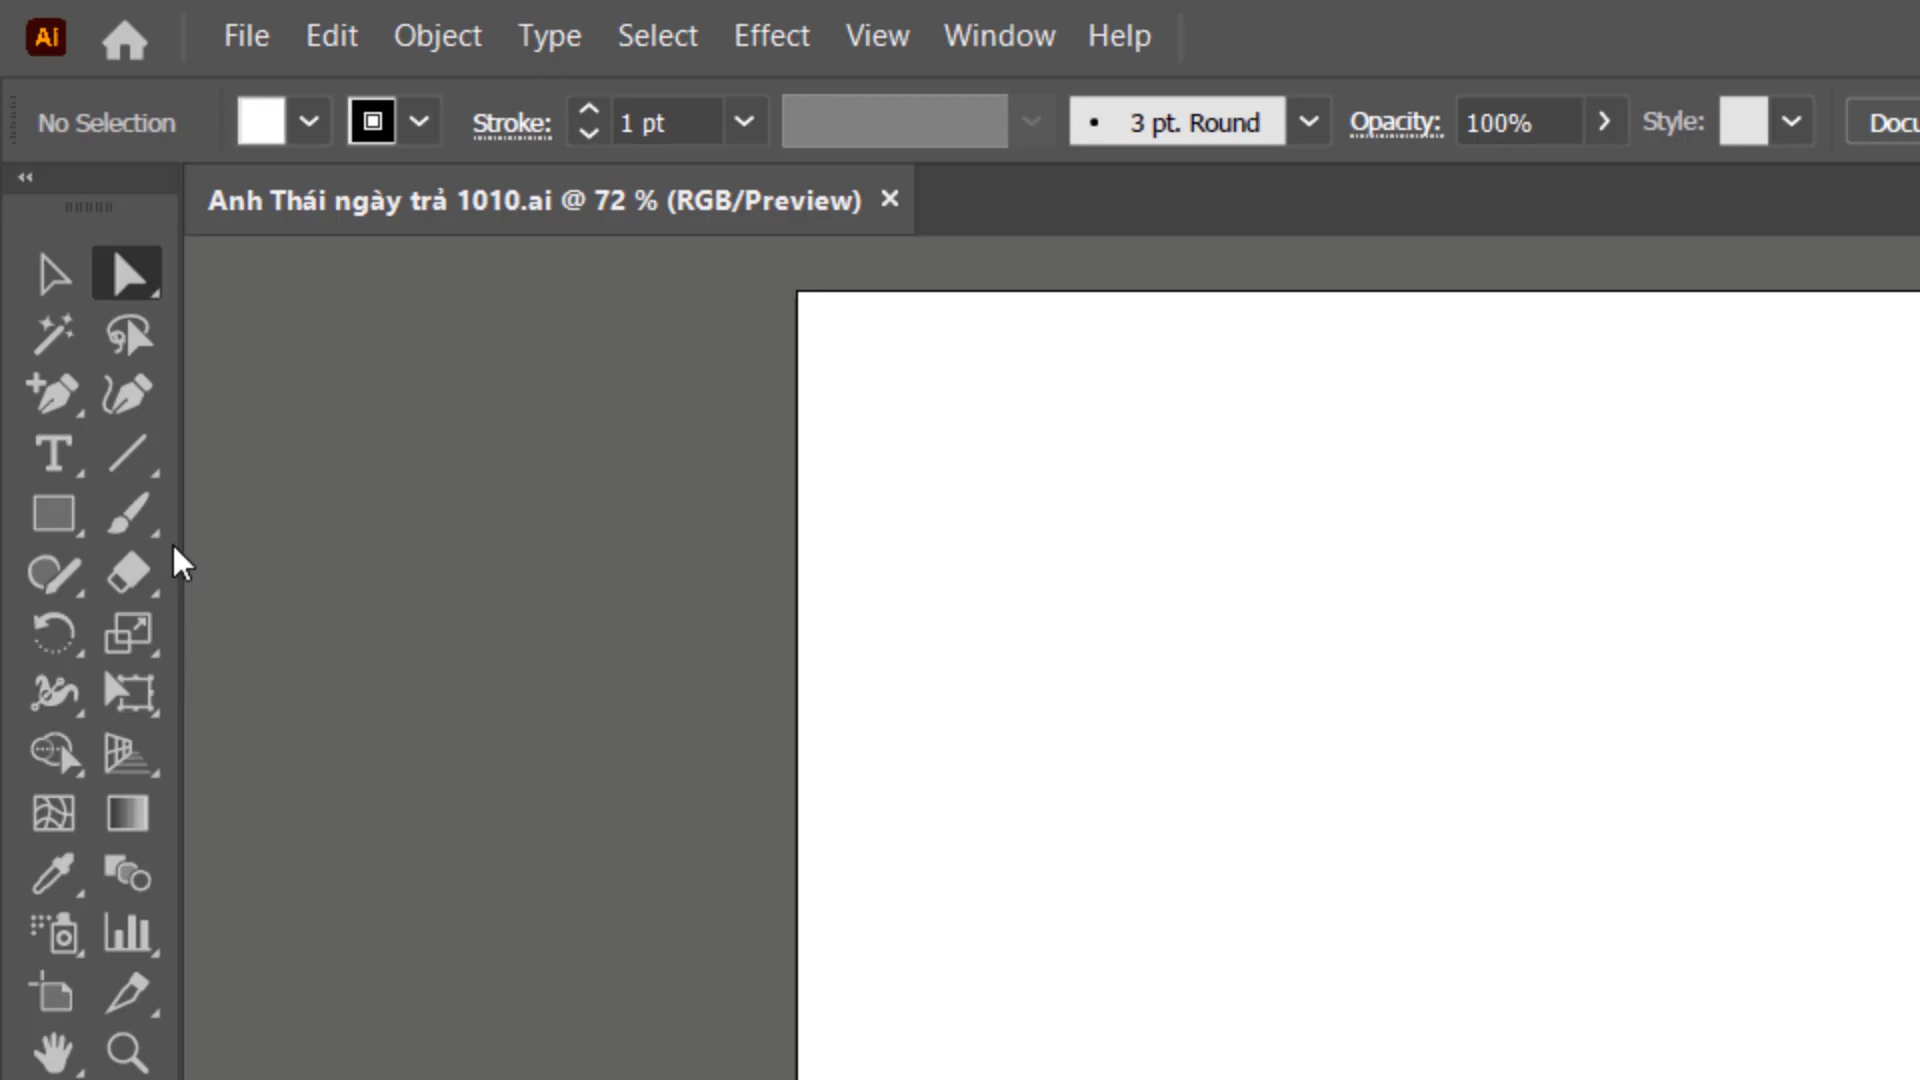 Ai File Edit Object Type Select Effect View Window Help
No Selection Stroke: 1 pt • 3 pt. Round Opacity: 100% Style: Docu
Anh Thái ngày trả 1010.ai @ 72 % (RGB/Preview) ×
T